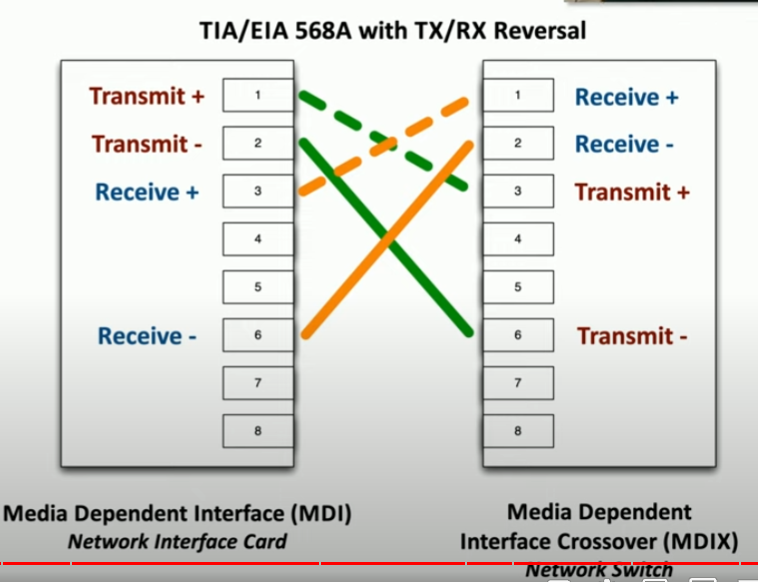 TIA/EIA 568A with TX/RX Reversal
Transmit + 1
Transmit - 2
Receive + 3
4
5
Receive - 6
7
8
1 Receive +
2 Receive -
3 Transmit +
4
5
6 Transmit -
7
8
Media Dependent Interface (MDI)
Network Interface Card
Media Dependent
Interface Crossover (MDIX)
Network Switch